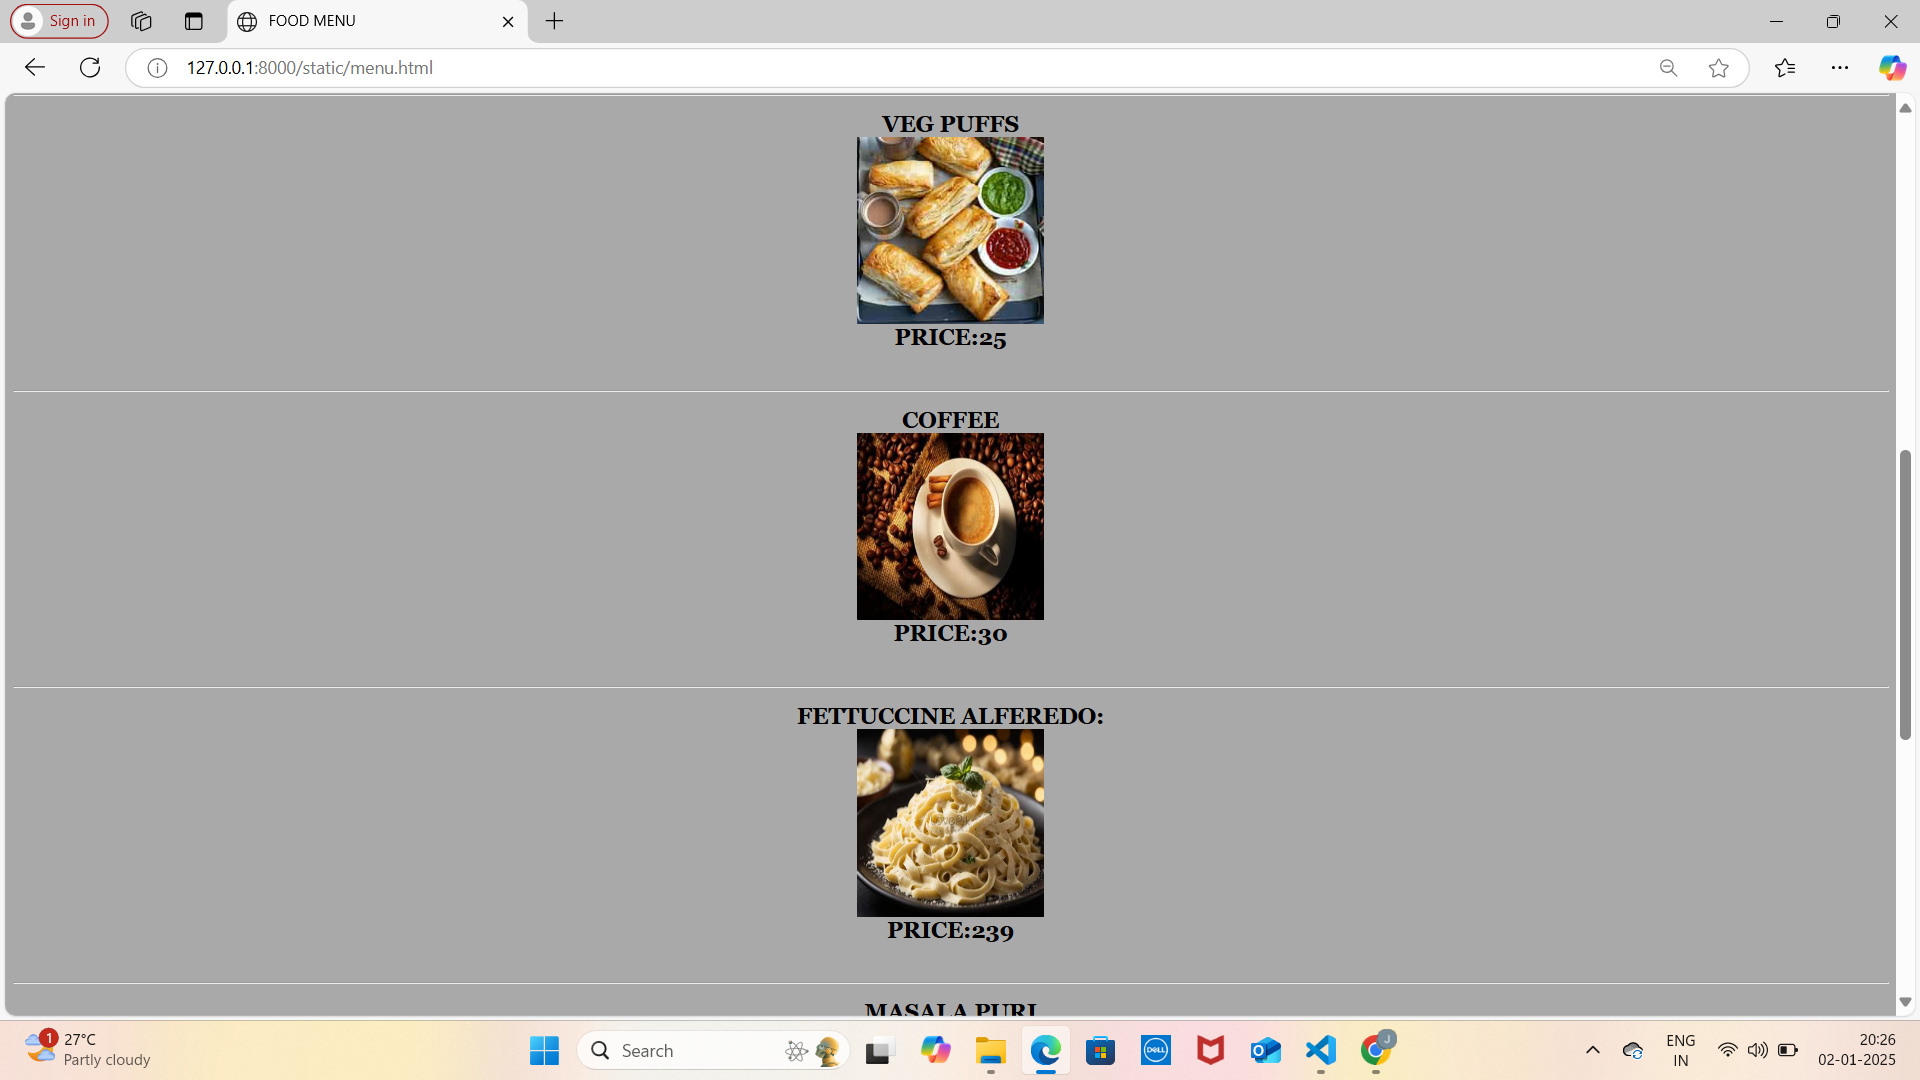 Sign in
FOOD MENU
127.0.0.1:8000/static/menu.html
VEG PUFFS
PRICE:25
COFFEE
PRICE:30
FETTUCCINE ALFEREDO:
PRICE:239
MASALA PURI
1
27°C
Partly cloudy
Search
DELL
J
ENG
IN
20:26
02-01-2025